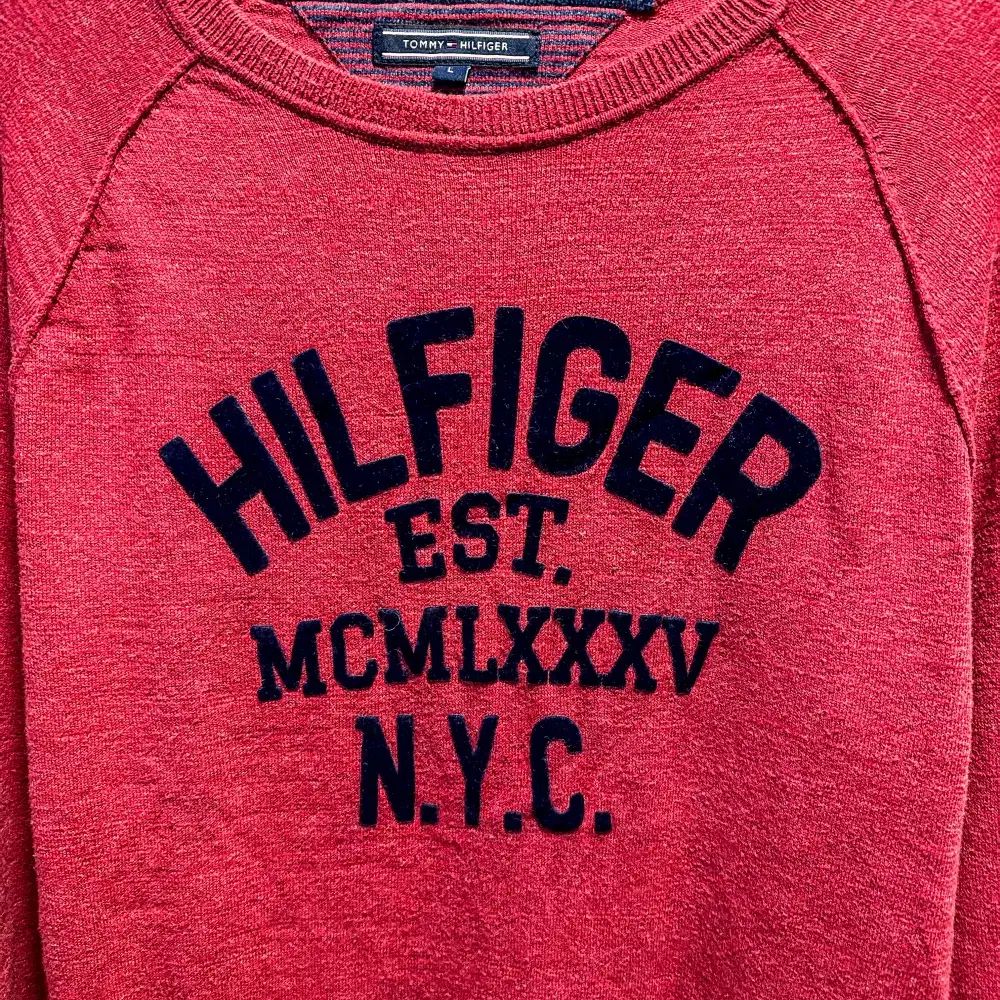 TOMMY HILFIGER
L
HILFIGER
EST.
MCMLXXXV
N.Y.C.